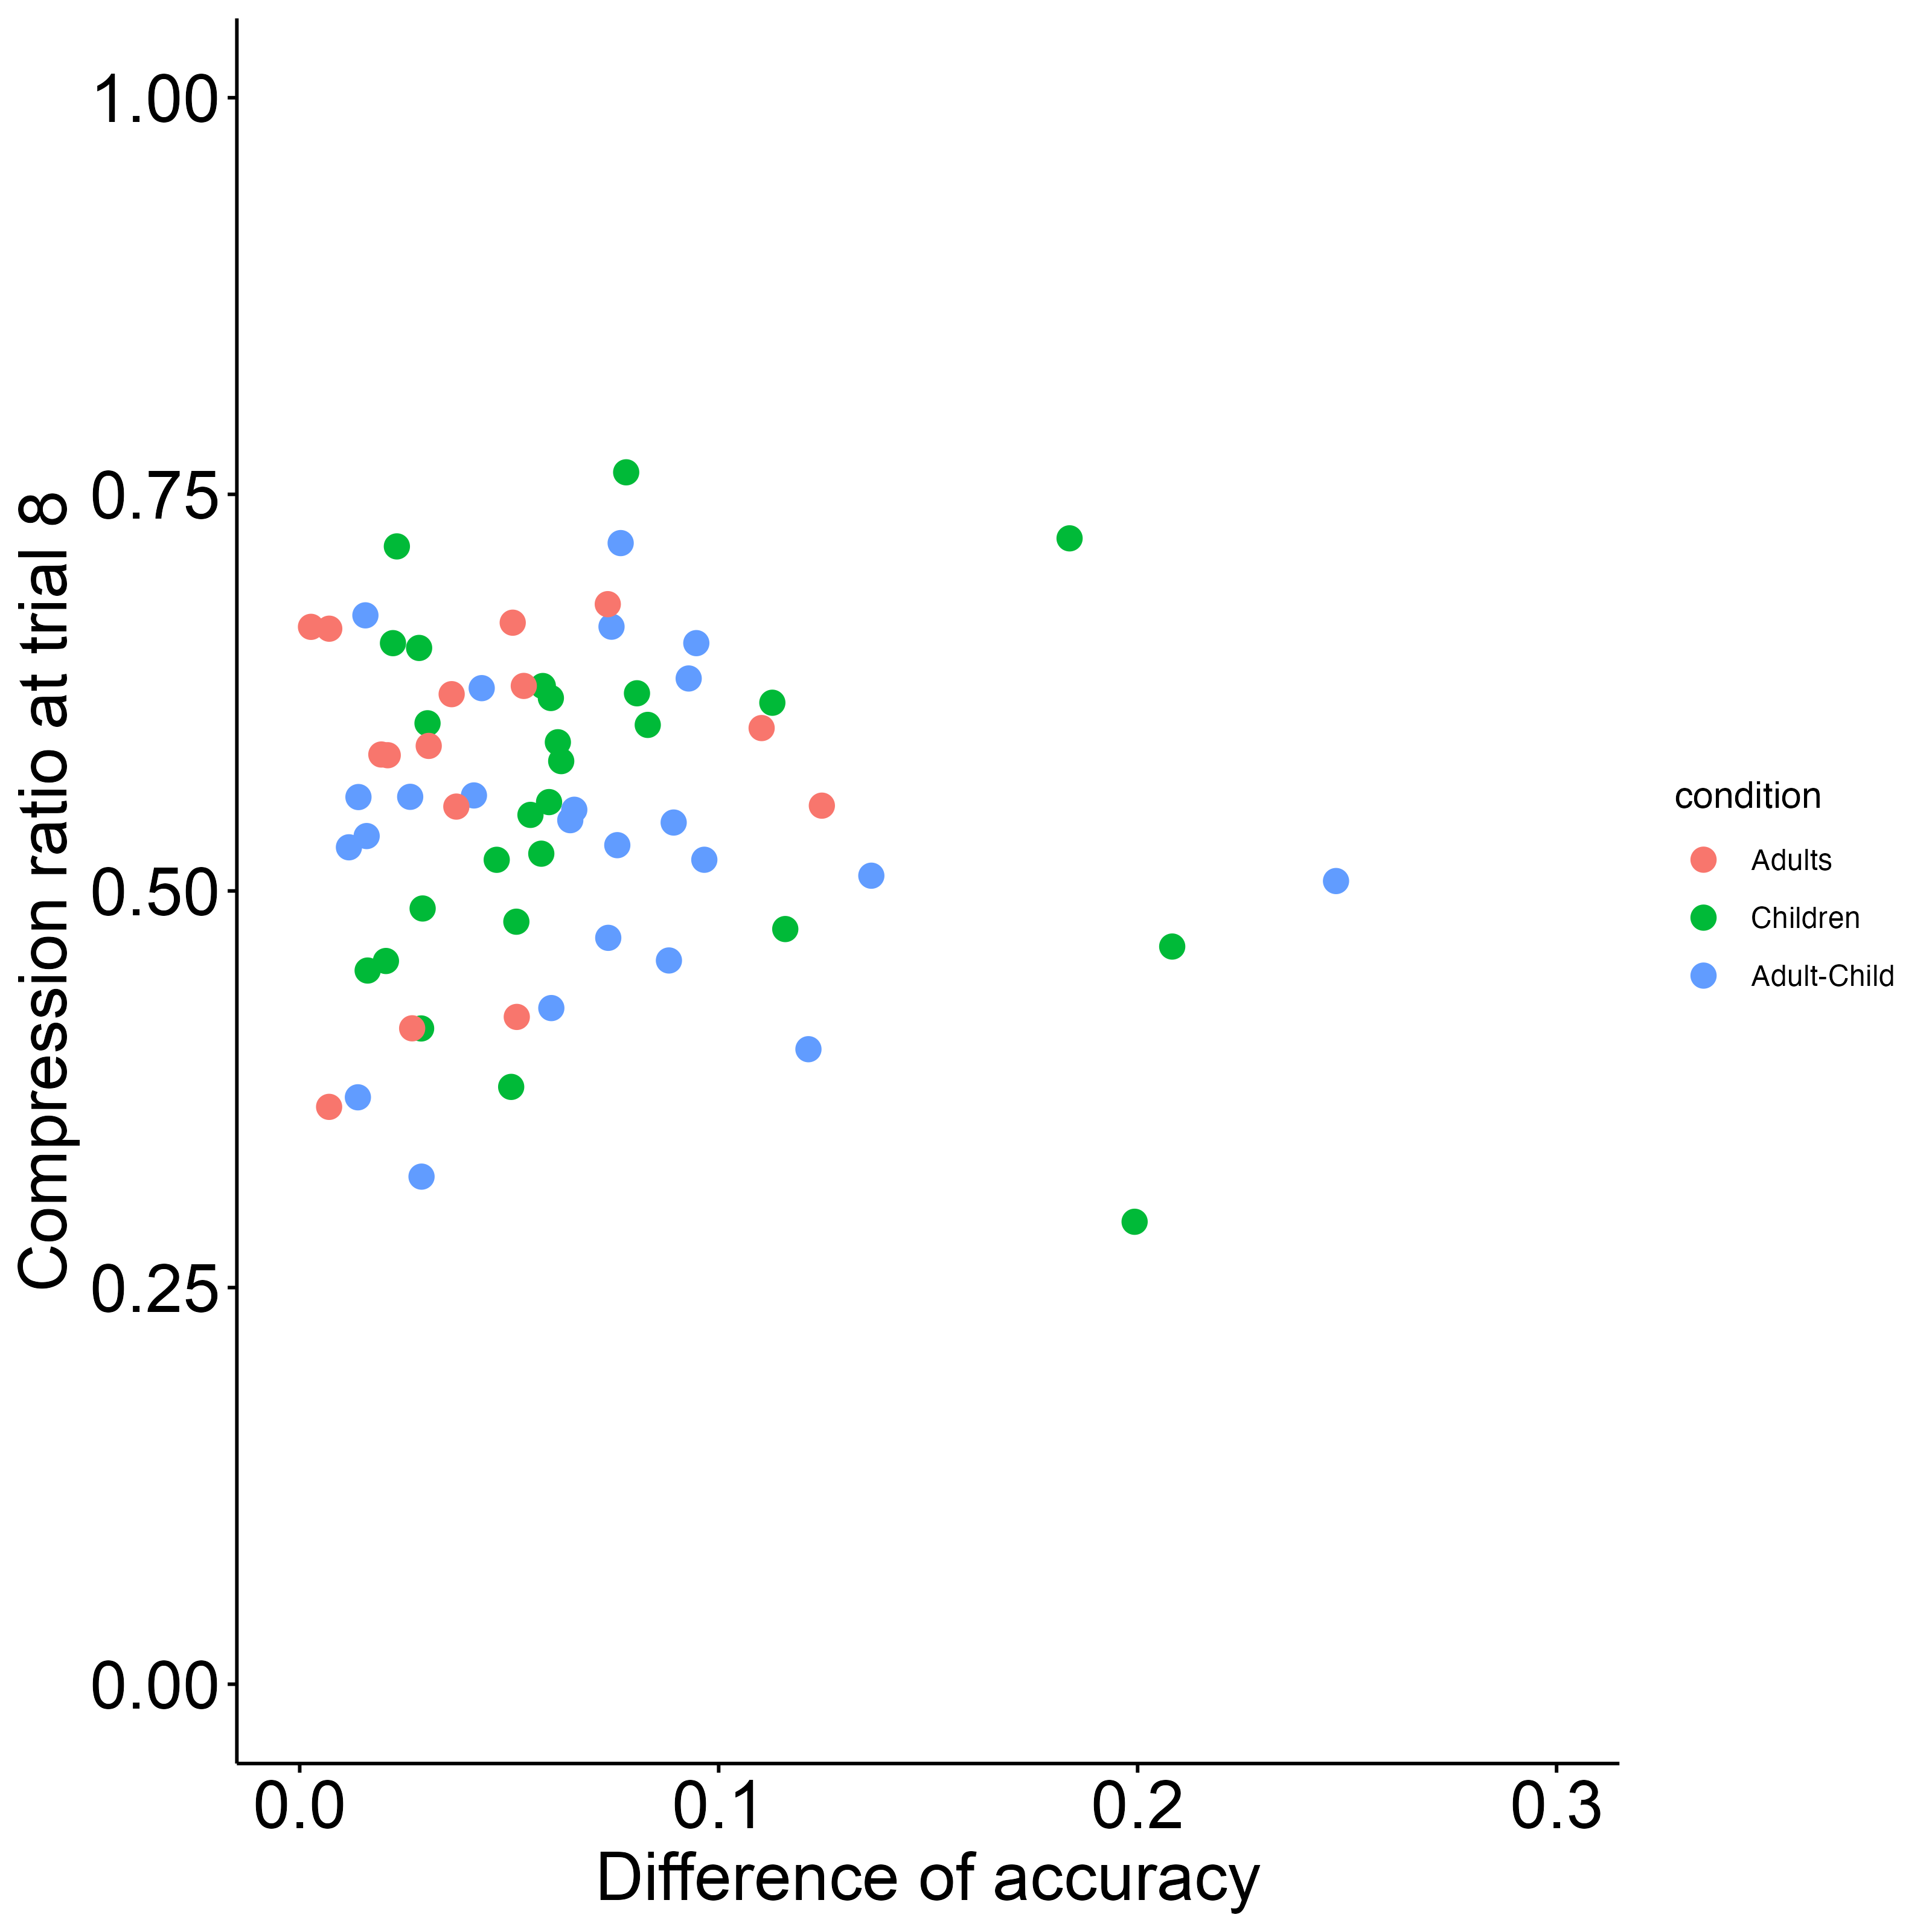 Compression ratio at trial 8
1.00
0.75
0.50
0.25
0.00
0.0 0.1 0.2 0.3
Difference of accuracy
condition
Adults
Children
Adult-Child